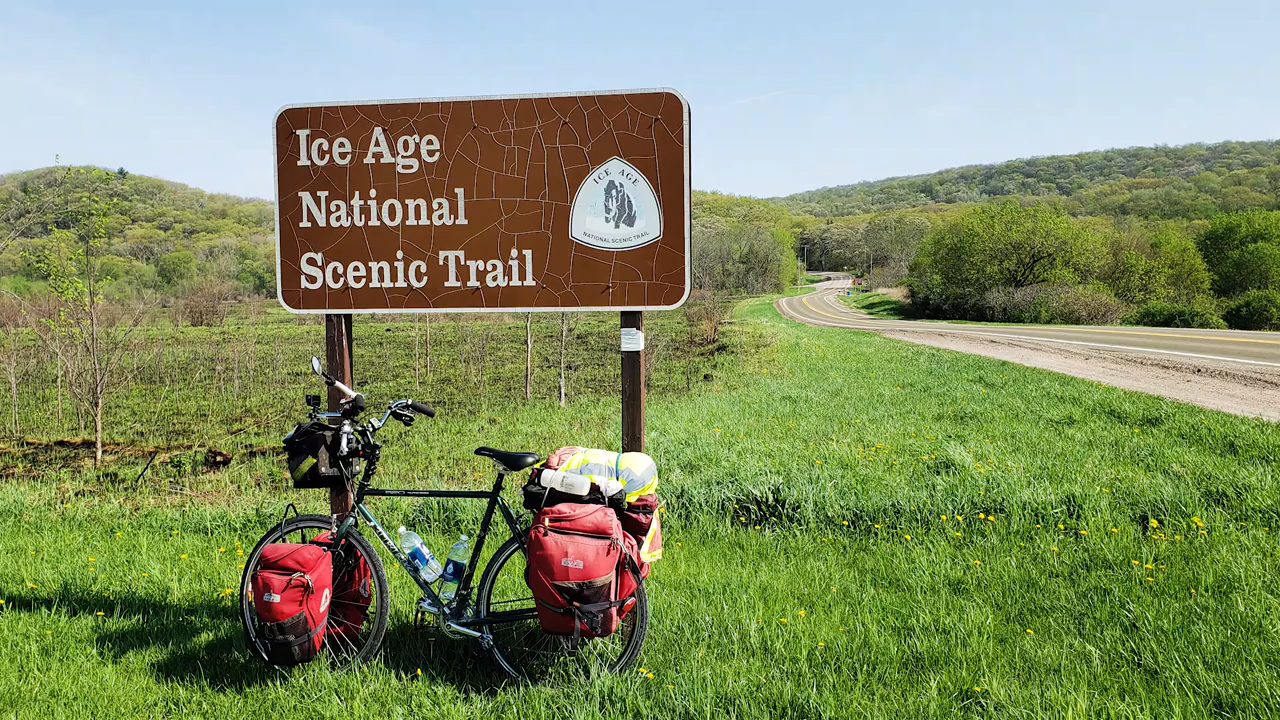 Ice Age
National
Scenic Trail
ICE AGE
NATIONAL SCENIC TRAIL